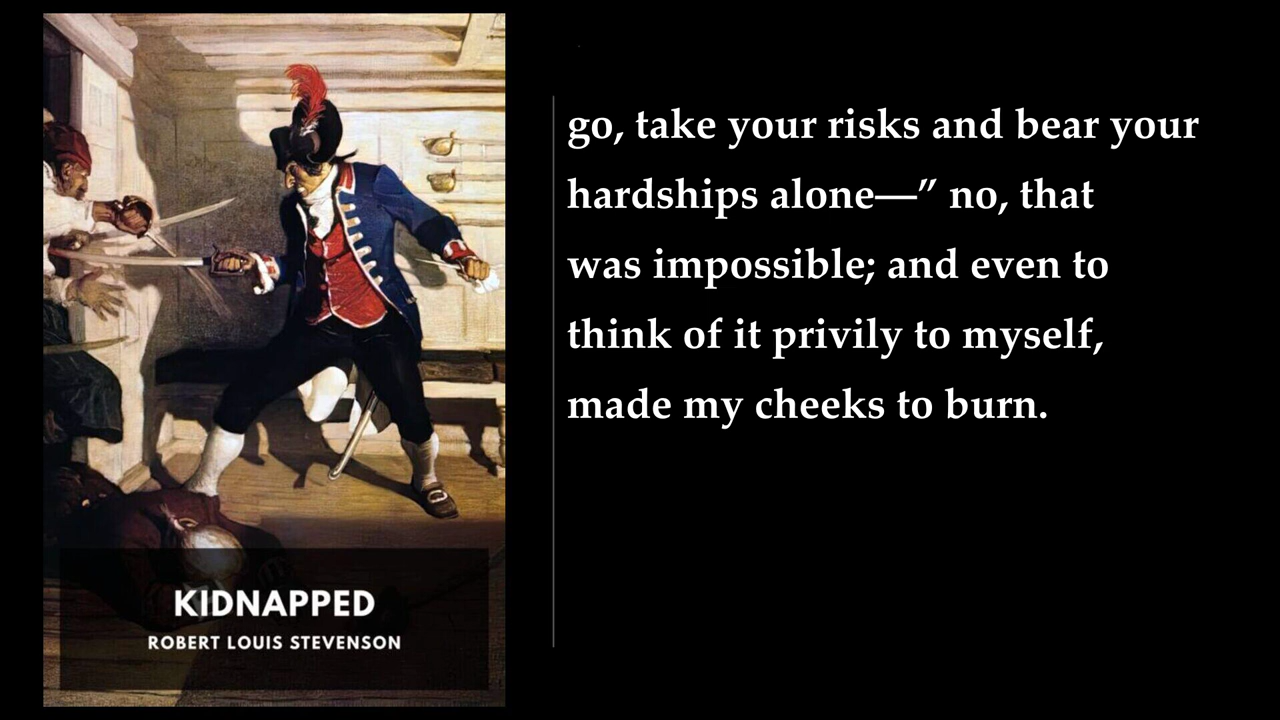 go, take your risks and bear your
hardships alone—” no, that
was impossible; and even to
think of it privily to myself,
made my cheeks to burn.
KIDNAPPED
ROBERT LOUIS STEVENSON